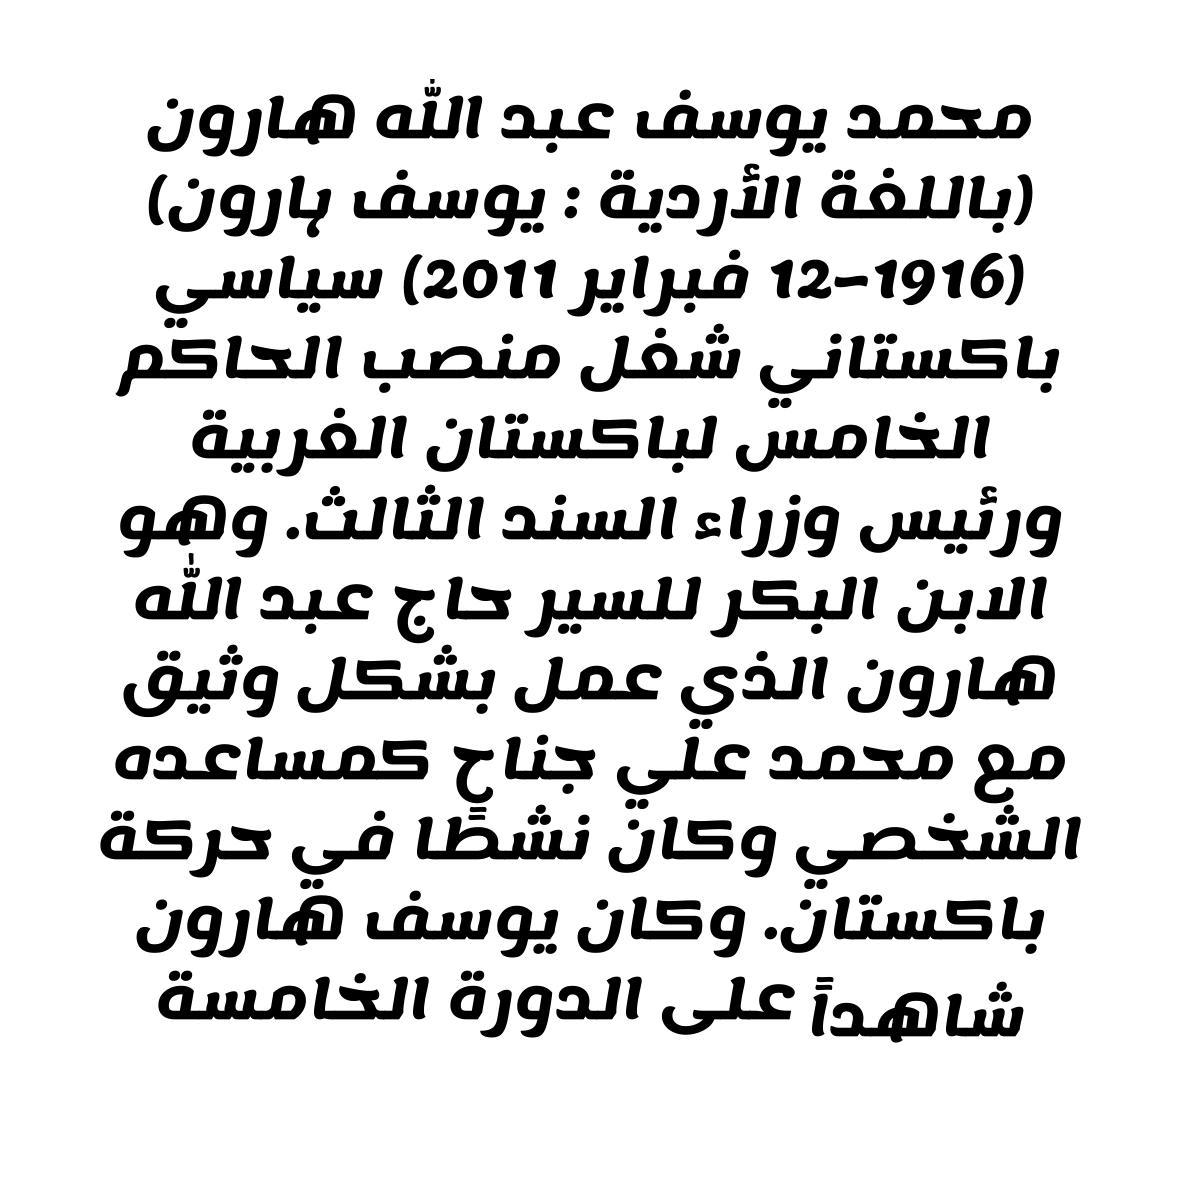 محمد يوسف عبد الله هارون
(باللغة الأردية : يوسف ہارون)
(1916–12 فبراير 2011) سياسي
باكستاني شغل منصب الحاكم
الخامس لباكستان الغربية
ورئيس وزراء السند الثالث. وهو
الابن البكر للسير حاج عبد الله
هارون الذي عمل بشكل وثيق
مع محمد علي جناح كمساعده
الشخصي وكان نشطًا في حركة
باكستان. وكان يوسف هارون
شاهداً على الدورة الخامسة